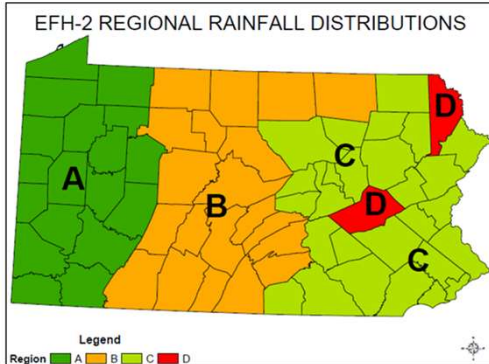 EFH-2 REGIONAL RAINFALL DISTRIBUTIONS
D
C
A
B
D
C
Legend
Region A B C D